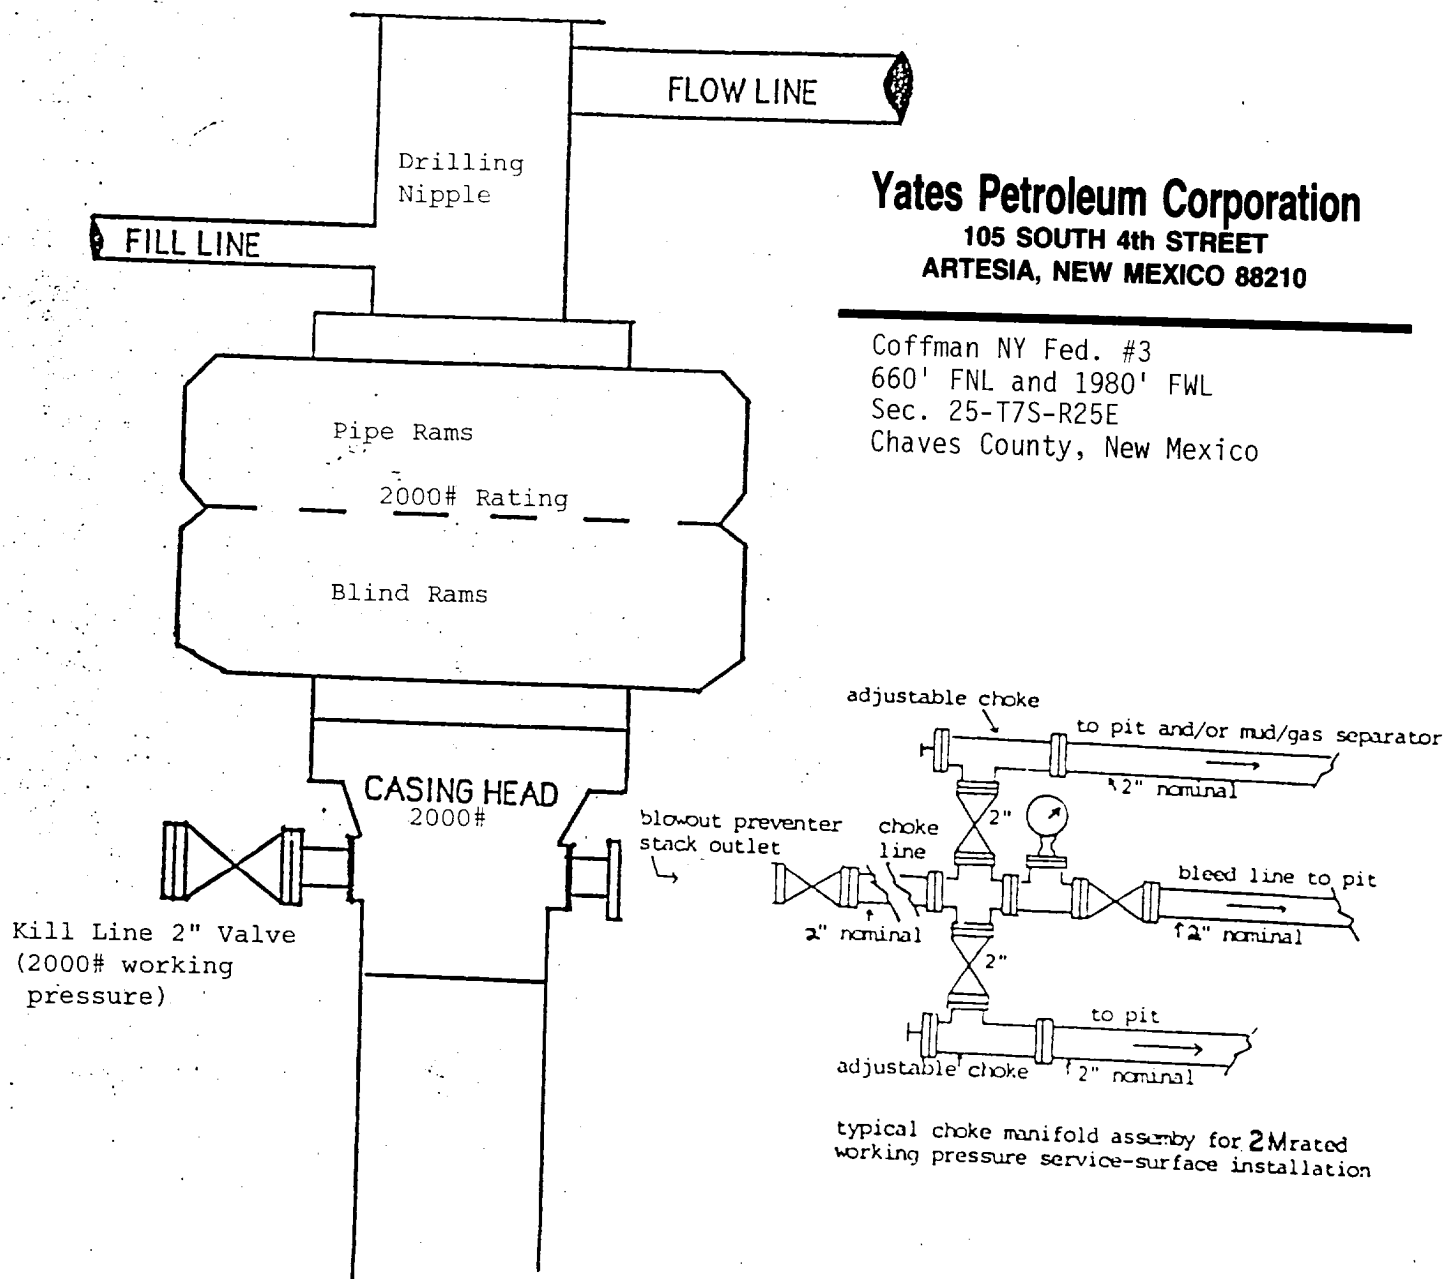 FLOW LINE
Drilling
Nipple
FILL LINE
Yates Petroleum Corporation
105 SOUTH 4th STREET
ARTESIA, NEW MEXICO 88210
Coffman NY Fed. #3
660' FNL and 1980' FWL
Sec. 25-T7S-R25E
Chaves County, New Mexico
Pipe Rams
2000# Rating
Blind Rams
CASING HEAD
2000#
Kill Line 2" Valve
(2000# working
pressure)
blowout preventer
stack outlet
adjustable choke
to pit and/or mud/gas separator
2" nominal
2"
choke
line
bleed line to pit
2" nominal
2" nominal
2"
to pit
adjustable choke
2" nominal
typical choke manifold assemby for 2M rated
working pressure service-surface installation